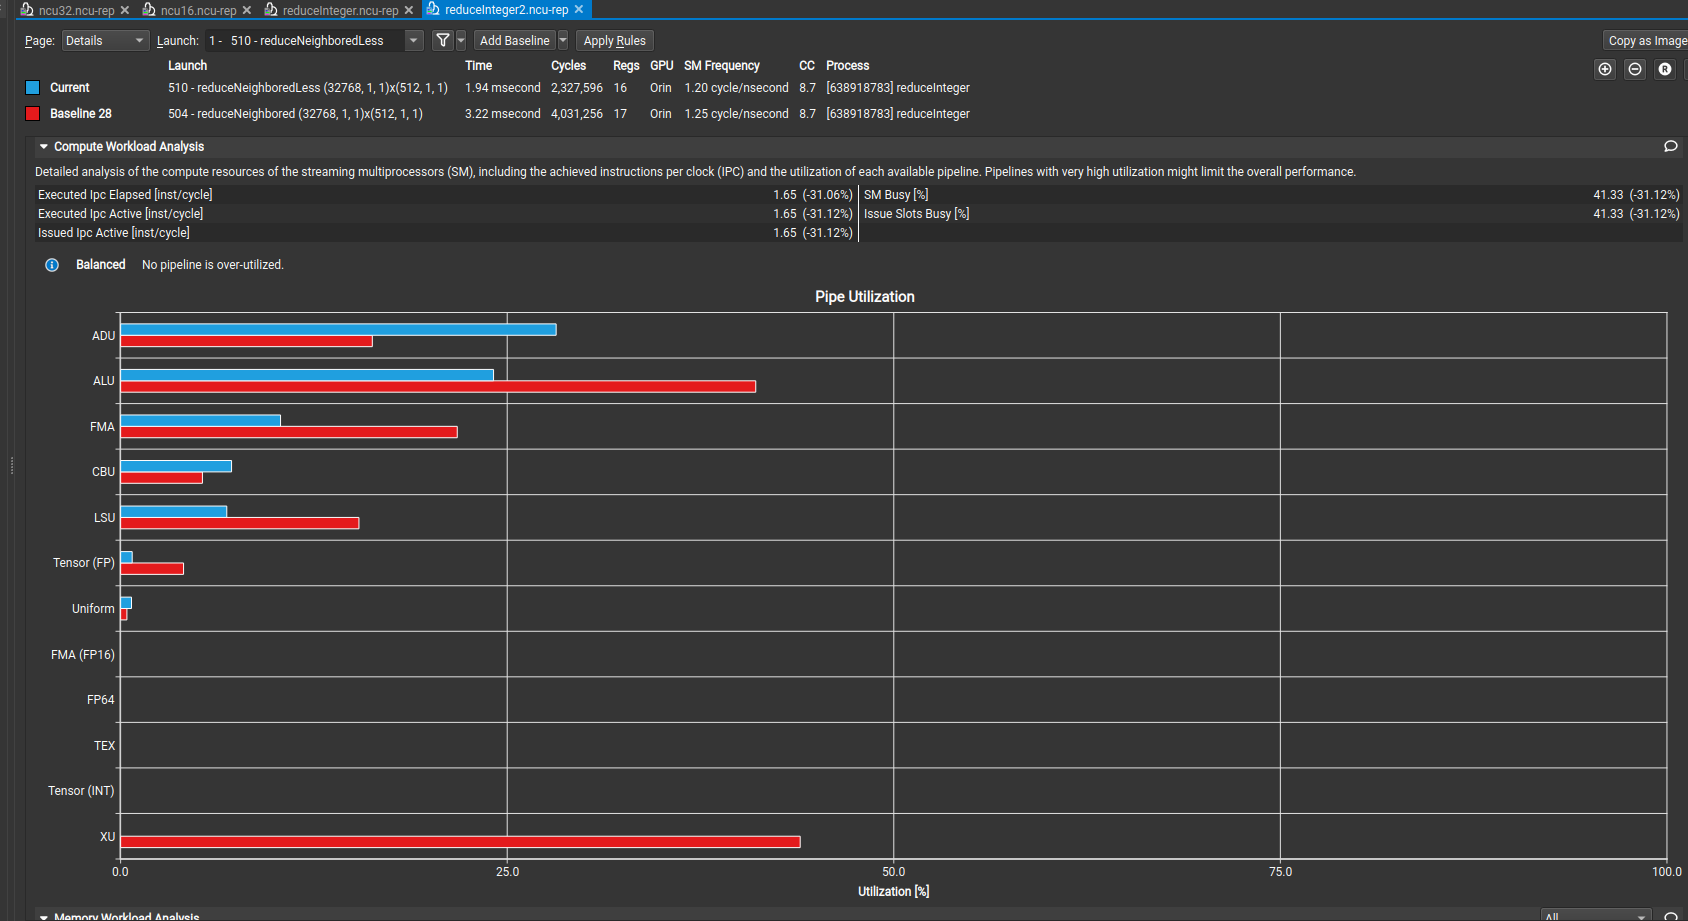 ncu32.ncu-rep ncu16.ncu-rep reduceInteger.ncu-rep reduceInteger2.ncu-rep
Page: Details Launch: 1 - 510 - reduceNeighboredLess Add Baseline Apply Rules Copy as Image
Launch Time Cycles Regs GPU SM Frequency CC Process
Current 510 - reduceNeighboredLess (32768, 1, 1)x(512, 1, 1) 1.94 msecond 2,327,596 16 Orin 1.20 cycle/nsecond 8.7 [638918783] reduceInteger
Baseline 28 504 - reduceNeighbored (32768, 1, 1)x(512, 1, 1) 3.22 msecond 4,031,256 17 Orin 1.25 cycle/nsecond 8.7 [638918783] reduceInteger
R
Compute Workload Analysis
Detailed analysis of the compute resources of the streaming multiprocessors (SM), including the achieved instructions per clock (IPC) and the utilization of each available pipeline. Pipelines with very high utilization might limit the overall performance.
Executed Ipc Elapsed [inst/cycle] 1.65 (-31.06%) SM Busy [%] 41.33 (-31.12%)
Executed Ipc Active [inst/cycle] 1.65 (-31.12%) Issue Slots Busy [%] 41.33 (-31.12%)
Issued Ipc Active [inst/cycle] 1.65 (-31.12%)
Balanced No pipeline is over-utilized.
Pipe Utilization
ADU
ALU
FMA
CBU
LSU
Tensor (FP)
Uniform
FMA (FP16)
FP64
TEX
Tensor (INT)
XU
0.0 25.0 50.0 75.0 100.0
Utilization [%]
Memory Workload Analysis All